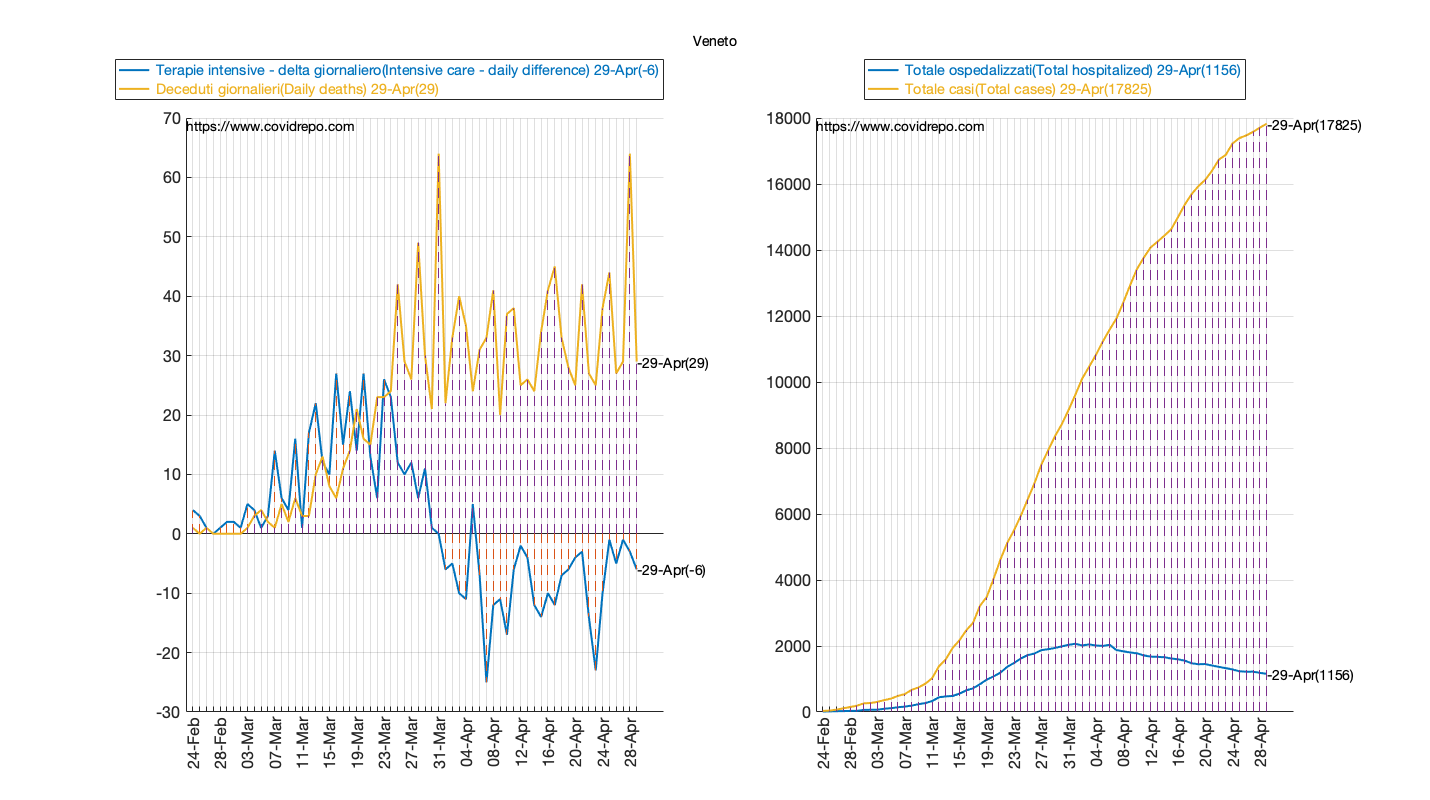 Veneto
Terapie intensive - delta giornaliero(Intensive care - daily difference) 29-Apr(-6)
Deceduti giornalieri(Daily deaths) 29-Apr(29)
https://www.covidrepo.com
70
60
50
40
30
20
10
0
-10
-20
-30
-29-Apr(29)
-29-Apr(-6)
24-Feb
28-Feb
03-Mar
07-Mar
11-Mar
15-Mar
19-Mar
23-Mar
27-Mar
31-Mar
04-Apr
08-Apr
12-Apr
16-Apr
20-Apr
24-Apr
28-Apr
Totale ospedalizzati(Total hospitalized) 29-Apr(1156)
Totale casi(Total cases) 29-Apr(17825)
https://www.covidrepo.com
18000
16000
14000
12000
10000
8000
6000
4000
2000
0
-29-Apr(17825)
-29-Apr(1156)
24-Feb
28-Feb
03-Mar
07-Mar
11-Mar
15-Mar
19-Mar
23-Mar
27-Mar
31-Mar
04-Apr
08-Apr
12-Apr
16-Apr
20-Apr
24-Apr
28-Apr